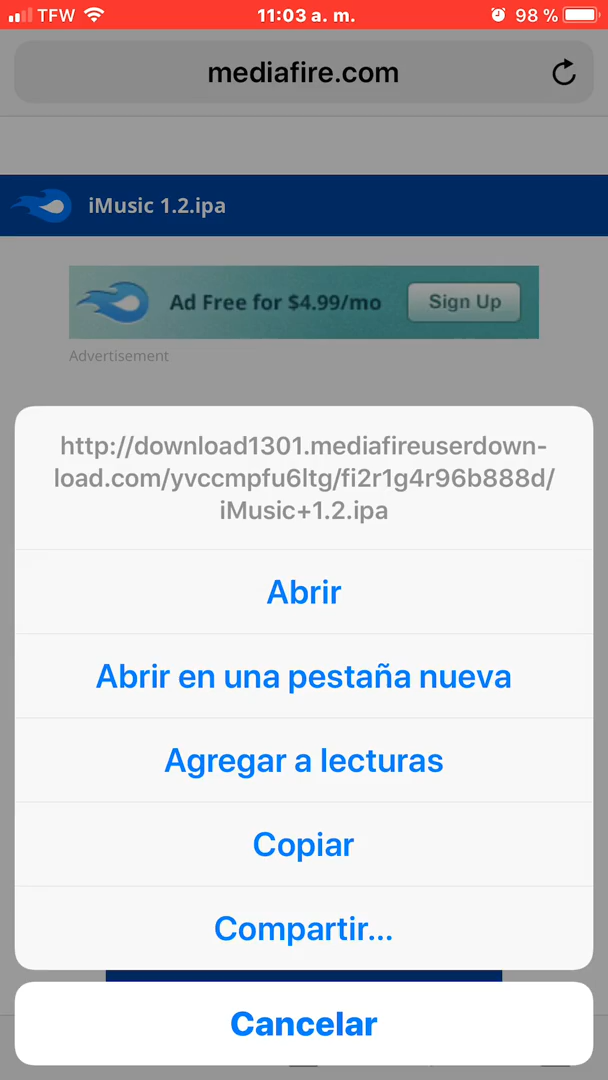 TFW 11:03 a. m. 98 %
mediafire.com
iMusic 1.2.ipa
Ad Free for $4.99/mo Sign Up
Advertisement
http://download1301.mediafireuserdown-
load.com/yvccmpfu6ltg/fi2r1g4r96b888d/
iMusic+1.2.ipa
Abrir
Abrir en una pestaña nueva
Agregar a lecturas
Copiar
Compartir...
Cancelar